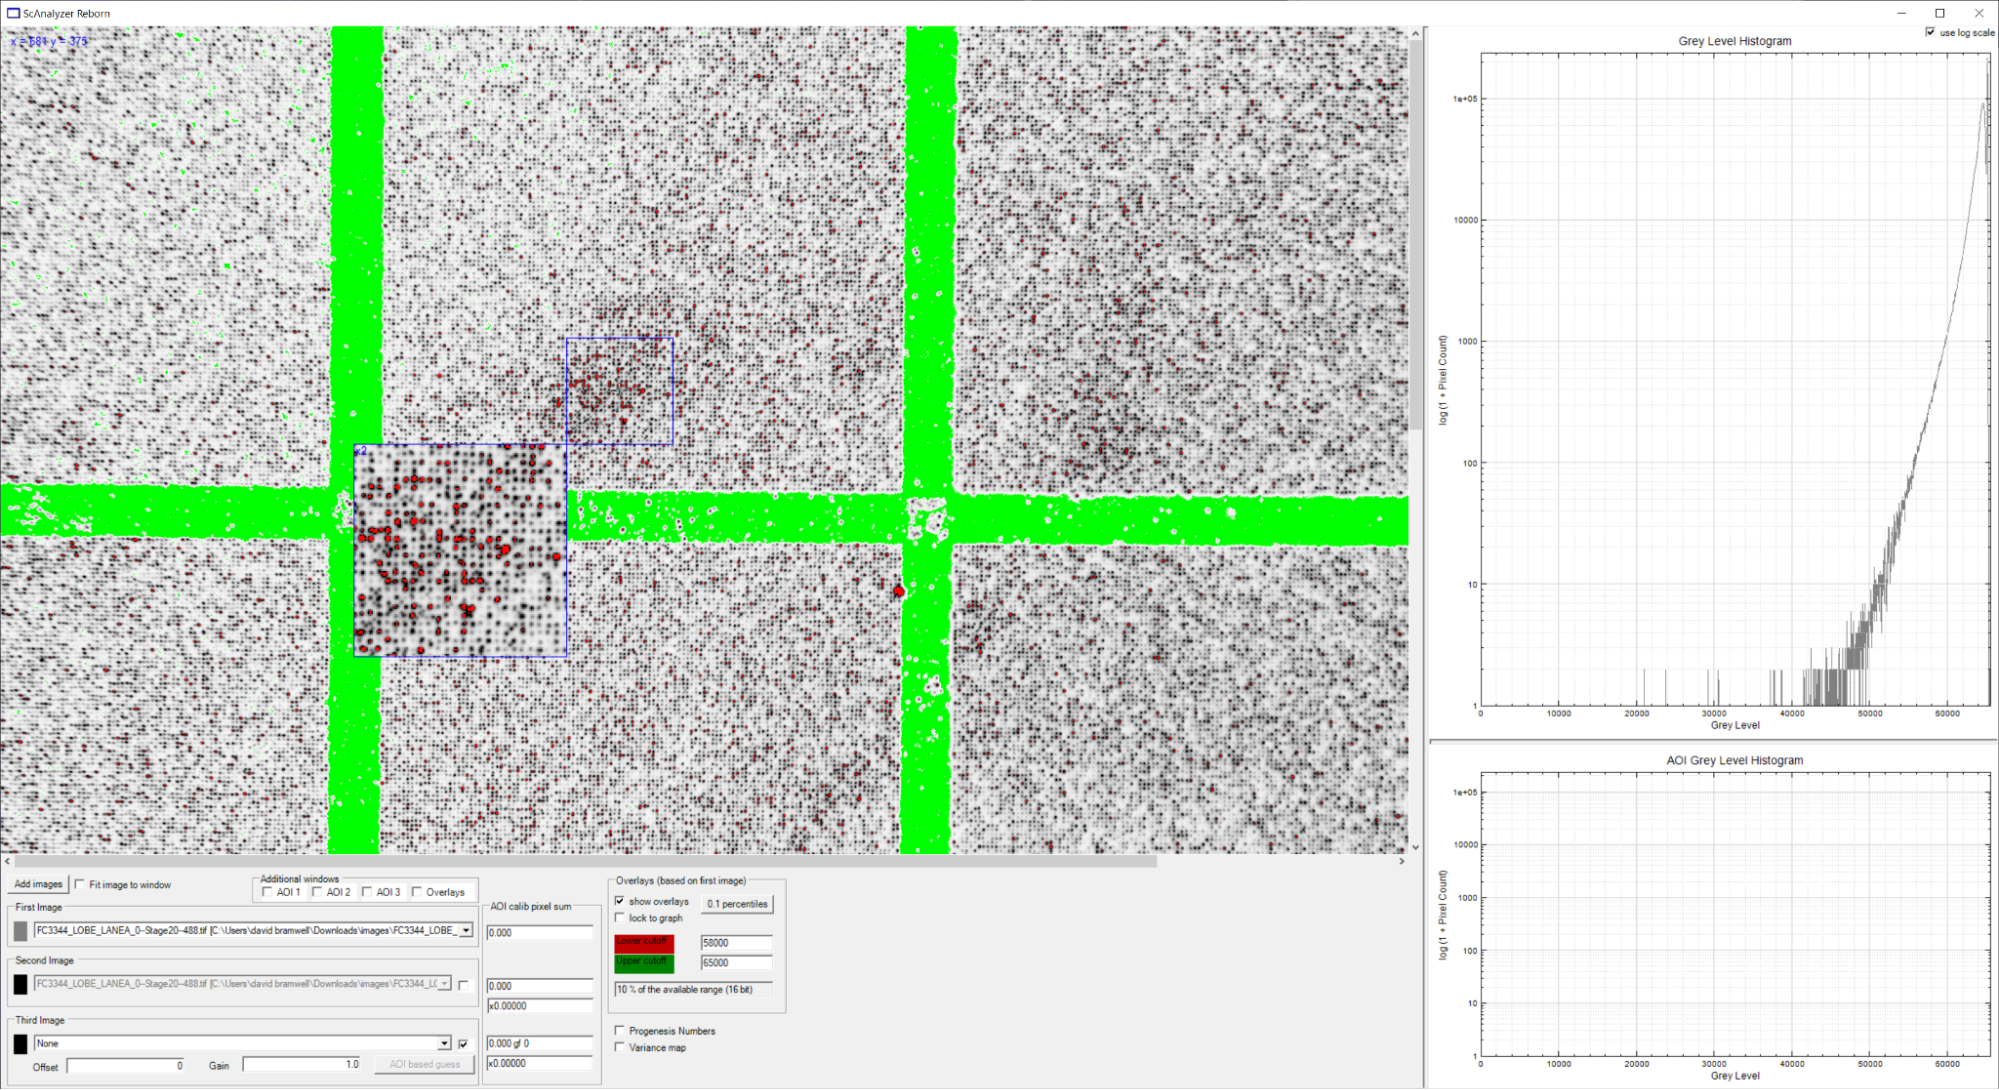 ScAnalyzer Reborn
x = 681 y = 375
x2
use log scale
Grey Level Histogram
log (1 + Pixel Count)
1e+05
10000
1000
100
10
1
0 10000 20000 30000 40000 50000 60000
Grey Level
AOI Grey Level Histogram
log (1 + Pixel Count)
1e+05
10000
1000
100
10
1
0 10000 20000 30000 40000 50000 60000
Grey Level
Add images
Fit image to window
Additional windows
AOI 1 AOI 2 AOI 3 Overlays
First Image
FC3344_LOBE_LANEA_0--Stage20--488.tif [C:\Users\david bramwell\Downloads\images\FC3344_LOBE_
Second Image
FC3344_LOBE_LANEA_0--Stage20--488.tif [C:\Users\david bramwell\Downloads\images\FC3344_LC
Third Image
None
Offset 0 Gain 1.0 AOI based guess
AOI calib pixel sum
0.000
0.000
x0.00000
0.000 gf 0
x0.00000
Overlays (based on first image)
show overlays 0.1 percentiles
lock to graph
Lower cutoff 58000
Upper cutoff 65000
10 % of the available range (16 bit)
Progenesis Numbers
Variance map